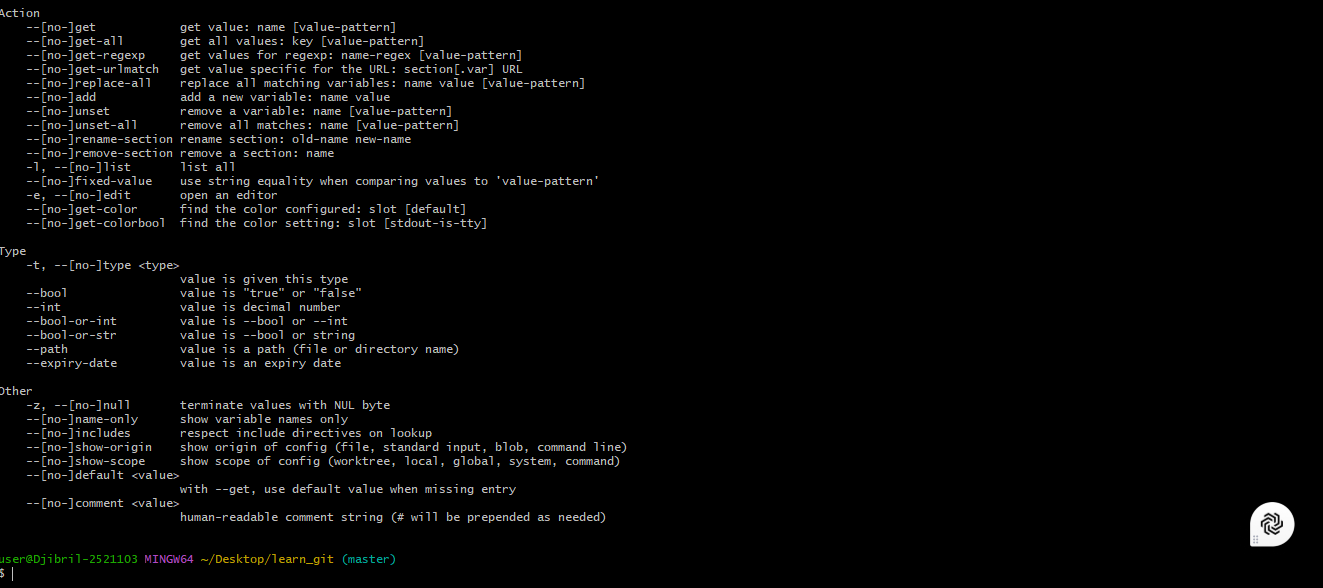 Action
    --[no-]get            get value: name [value-pattern]
    --[no-]get-all        get all values: key [value-pattern]
    --[no-]get-regexp     get values for regexp: name-regex [value-pattern]
    --[no-]get-urlmatch   get value specific for the URL: section[.var] URL
    --[no-]replace-all    replace all matching variables: name value [value-pattern]
    --[no-]add            add a new variable: name value
    --[no-]unset          remove a variable: name [value-pattern]
    --[no-]unset-all      remove all matches: name [value-pattern]
    --[no-]rename-section rename section: old-name new-name
    --[no-]remove-section remove a section: name
    -l, --[no-]list       list all
    --[no-]fixed-value    use string equality when comparing values to 'value-pattern'
    -e, --[no-]edit       open an editor
    --[no-]get-color      find the color configured: slot [default]
    --[no-]get-colorbool  find the color setting: slot [stdout-is-tty]

Type
    -t, --[no-]type <type>
                          value is given this type
    --bool                value is "true" or "false"
    --int                 value is decimal number
    --bool-or-int         value is --bool or --int
    --bool-or-str         value is --bool or string
    --path                value is a path (file or directory name)
    --expiry-date         value is an expiry date

Other
    -z, --[no-]null       terminate values with NUL byte
    --[no-]name-only      show variable names only
    --[no-]includes       respect include directives on lookup
    --[no-]show-origin    show origin of config (file, standard input, blob, command line)
    --[no-]show-scope     show scope of config (worktree, local, global, system, command)
    --[no-]default <value>
                          with --get, use default value when missing entry
    --[no-]comment <value>
                          human-readable comment string (# will be prepended as needed)

user@Djibril-2521103 MINGW64 ~/Desktop/learn_git (master)
$